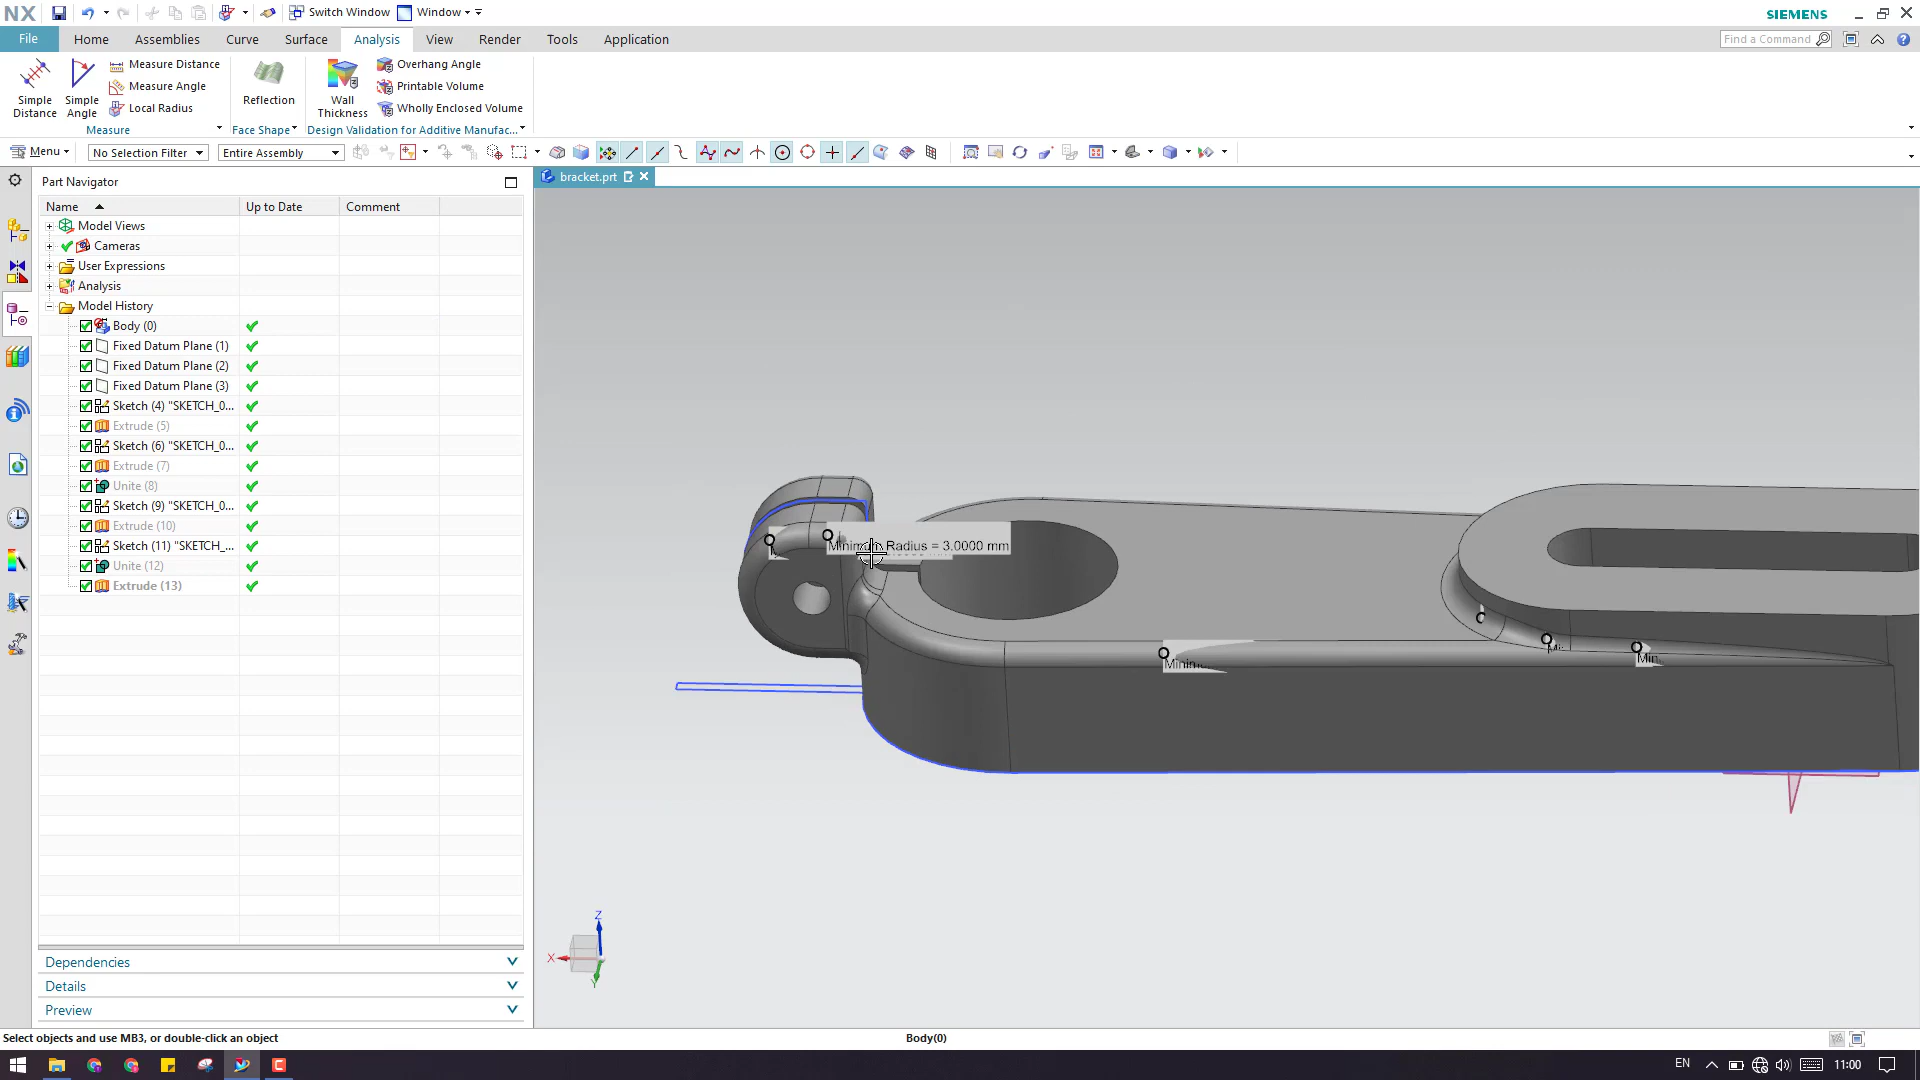 NX
Switch Window
Window
SIEMENS
File
Home
Assemblies
Curve
Surface
Analysis
View
Render
Tools
Application
Find a Command
Simple Distance
Simple Angle
Measure Distance
Measure Angle
Local Radius
Reflection
Wall Thickness
Overhang Angle
Printable Volume
Wholly Enclosed Volume
Measure
Face Shape
Design Validation for Additive Manufac...
Menu
No Selection Filter
Entire Assembly
Part Navigator
bracket.prt
Name
Up to Date
Comment
Model Views
Cameras
User Expressions
Analysis
Model History
Body (0)
Fixed Datum Plane (1)
Fixed Datum Plane (2)
Fixed Datum Plane (3)
Sketch (4) "SKETCH_0...
Extrude (5)
Sketch (6) "SKETCH_0...
Extrude (7)
Unite (8)
Sketch (9) "SKETCH_0...
Extrude (10)
Sketch (11) "SKETCH_...
Unite (12)
Extrude (13)
Minimum Radius = 3.0000 mm
Z
X
Y
Dependencies
Details
Preview
Select objects and use MB3, or double-click an object
Body(0)
EN
11:00